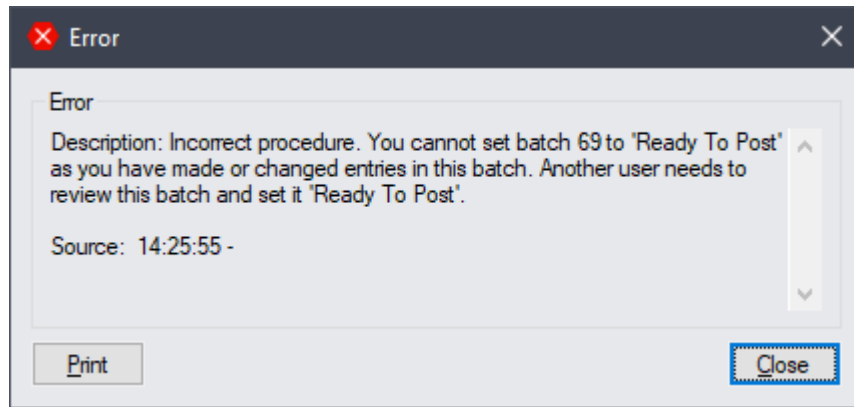 Error
Error
Description: Incorrect procedure. You cannot set batch 69 to 'Ready To Post'
as you have made or changed entries in this batch. Another user needs to
review this batch and set it 'Ready To Post'.
Source: 14:25:55 -
Print
Close